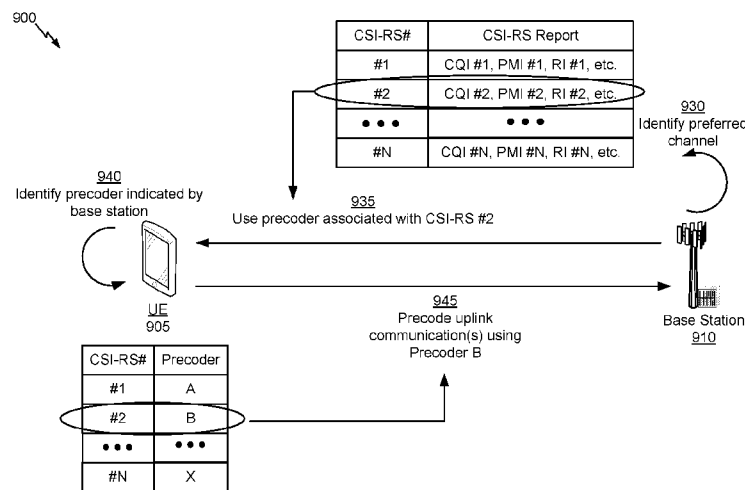 900
CSI-RS# CSI-RS Report
#1 CQI #1, PMI #1, RI #1, etc.
#2 CQI #2, PMI #2, RI #2, etc.
••• •••
#N CQI #N, PMI #N, RI #N, etc.
930
Identify preferred
channel
940
Identify precoder indicated by
base station
935
Use precoder associated with CSI-RS #2
UE
905
945
Precode uplink
communication(s) using
Precoder B
Base Station
910
CSI-RS# Precoder
#1 A
#2 B
••• •••
#N X